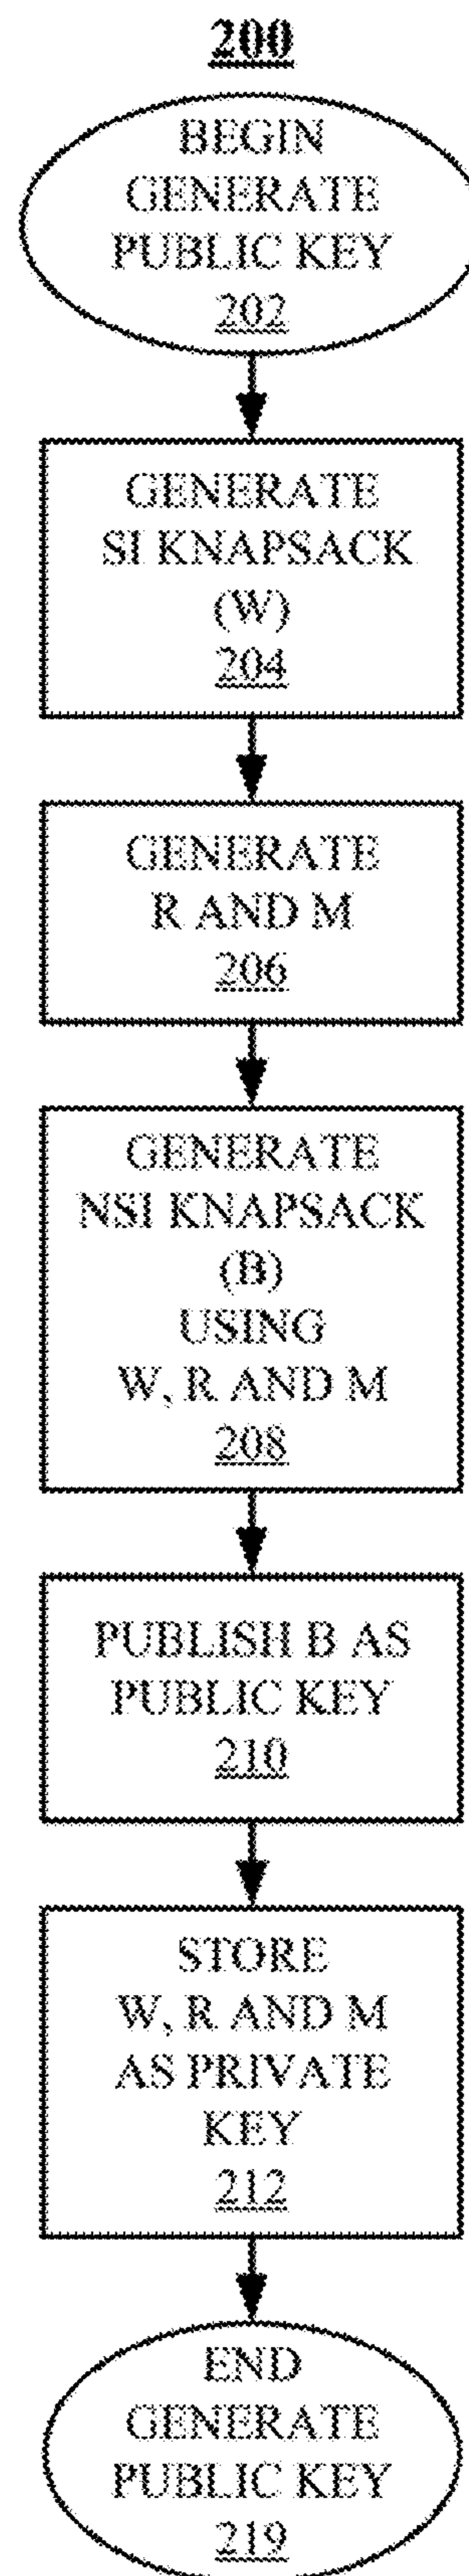 200
BEGIN
GENERATE
PUBLIC KEY
202
GENERATE
SI KNAPSACK
(W)
204
GENERATE
R AND M
206
GENERATE
NSI KNAPSACK
(B)
USING
W, R AND M
208
PUBLISH B AS
PUBLIC KEY
210
STORE
W, R AND M
AS PRIVATE
KEY
212
END
GENERATE
PUBLIC KEY
219